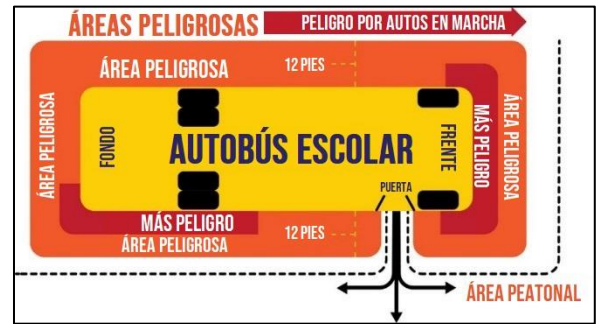 ÁREAS PELIGROSAS
PELIGRO POR AUTOS EN MARCHA
ÁREA PELIGROSA
12 PIES
ÁREA PELIGROSA
FONDO
AUTOBÚS ESCOLAR
FRENTE
MÁS PELIGRO
ÁREA PELIGROSA
PUERTA
MÁS PELIGRO
ÁREA PELIGROSA
12 PIES
ÁREA PEATONAL